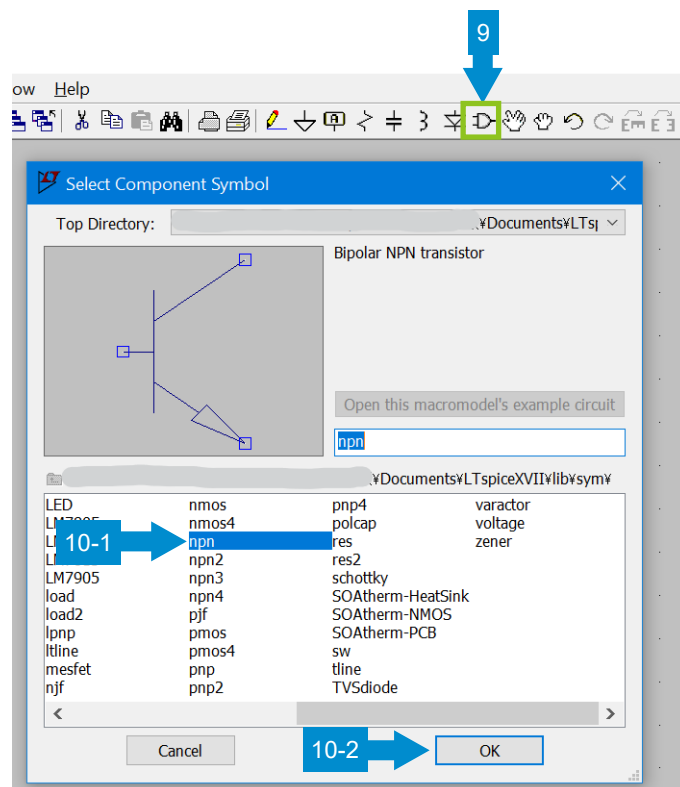 9
ow Help
Select Component Symbol
Top Directory: ¥Documents¥LTsp
Bipolar NPN transistor
Open this macromodel's example circuit
npn
¥Documents¥LTspiceXVII¥lib¥sym¥
LED nmos pnp4 varactor
nmos4 polcap voltage
10-1 npn res zener
npn2 res2
LM7905 npn3 schottky
load npn4 SOAtherm-HeatSink
load2 pjf SOAtherm-NMOS
lpnp pmos SOAtherm-PCB
ltline pmos4 sw
mesfet pnp tline
njf pnp2 TVSdiode
Cancel 10-2 OK